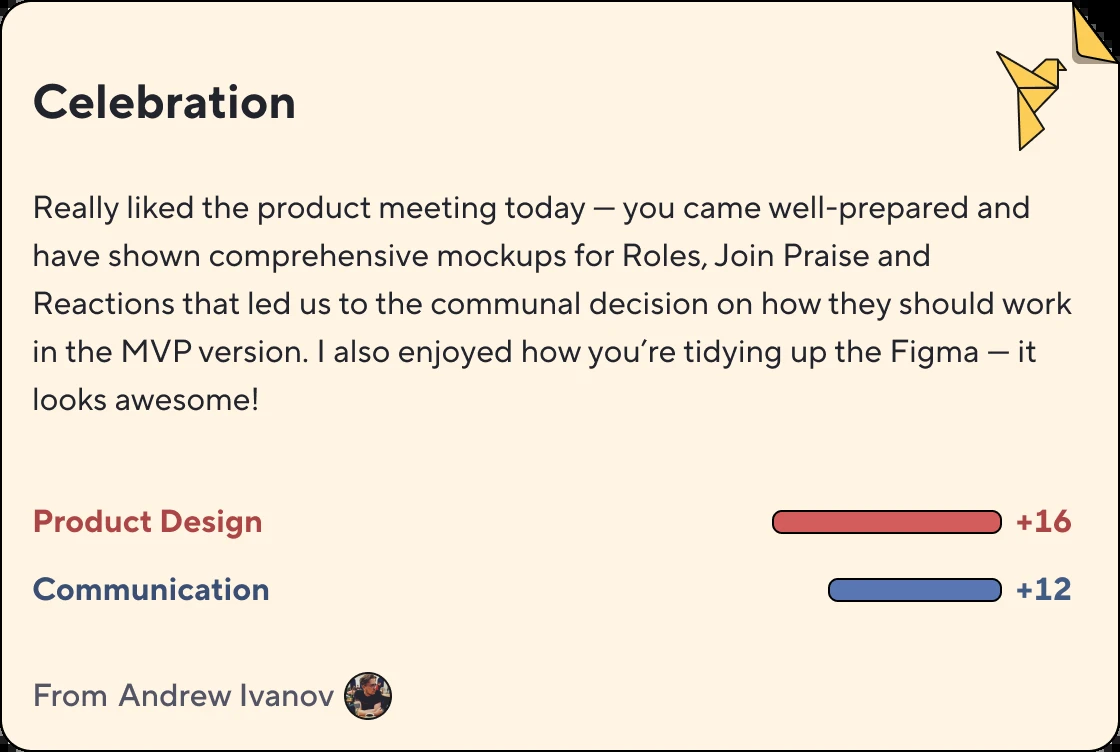 Celebration
Really liked the product meeting today — you came well-prepared and
have shown comprehensive mockups for Roles, Join Praise and
Reactions that led us to the communal decision on how they should work
in the MVP version. I also enjoyed how you’re tidying up the Figma — it
looks awesome!
Product Design +16
Communication +12
From Andrew Ivanov